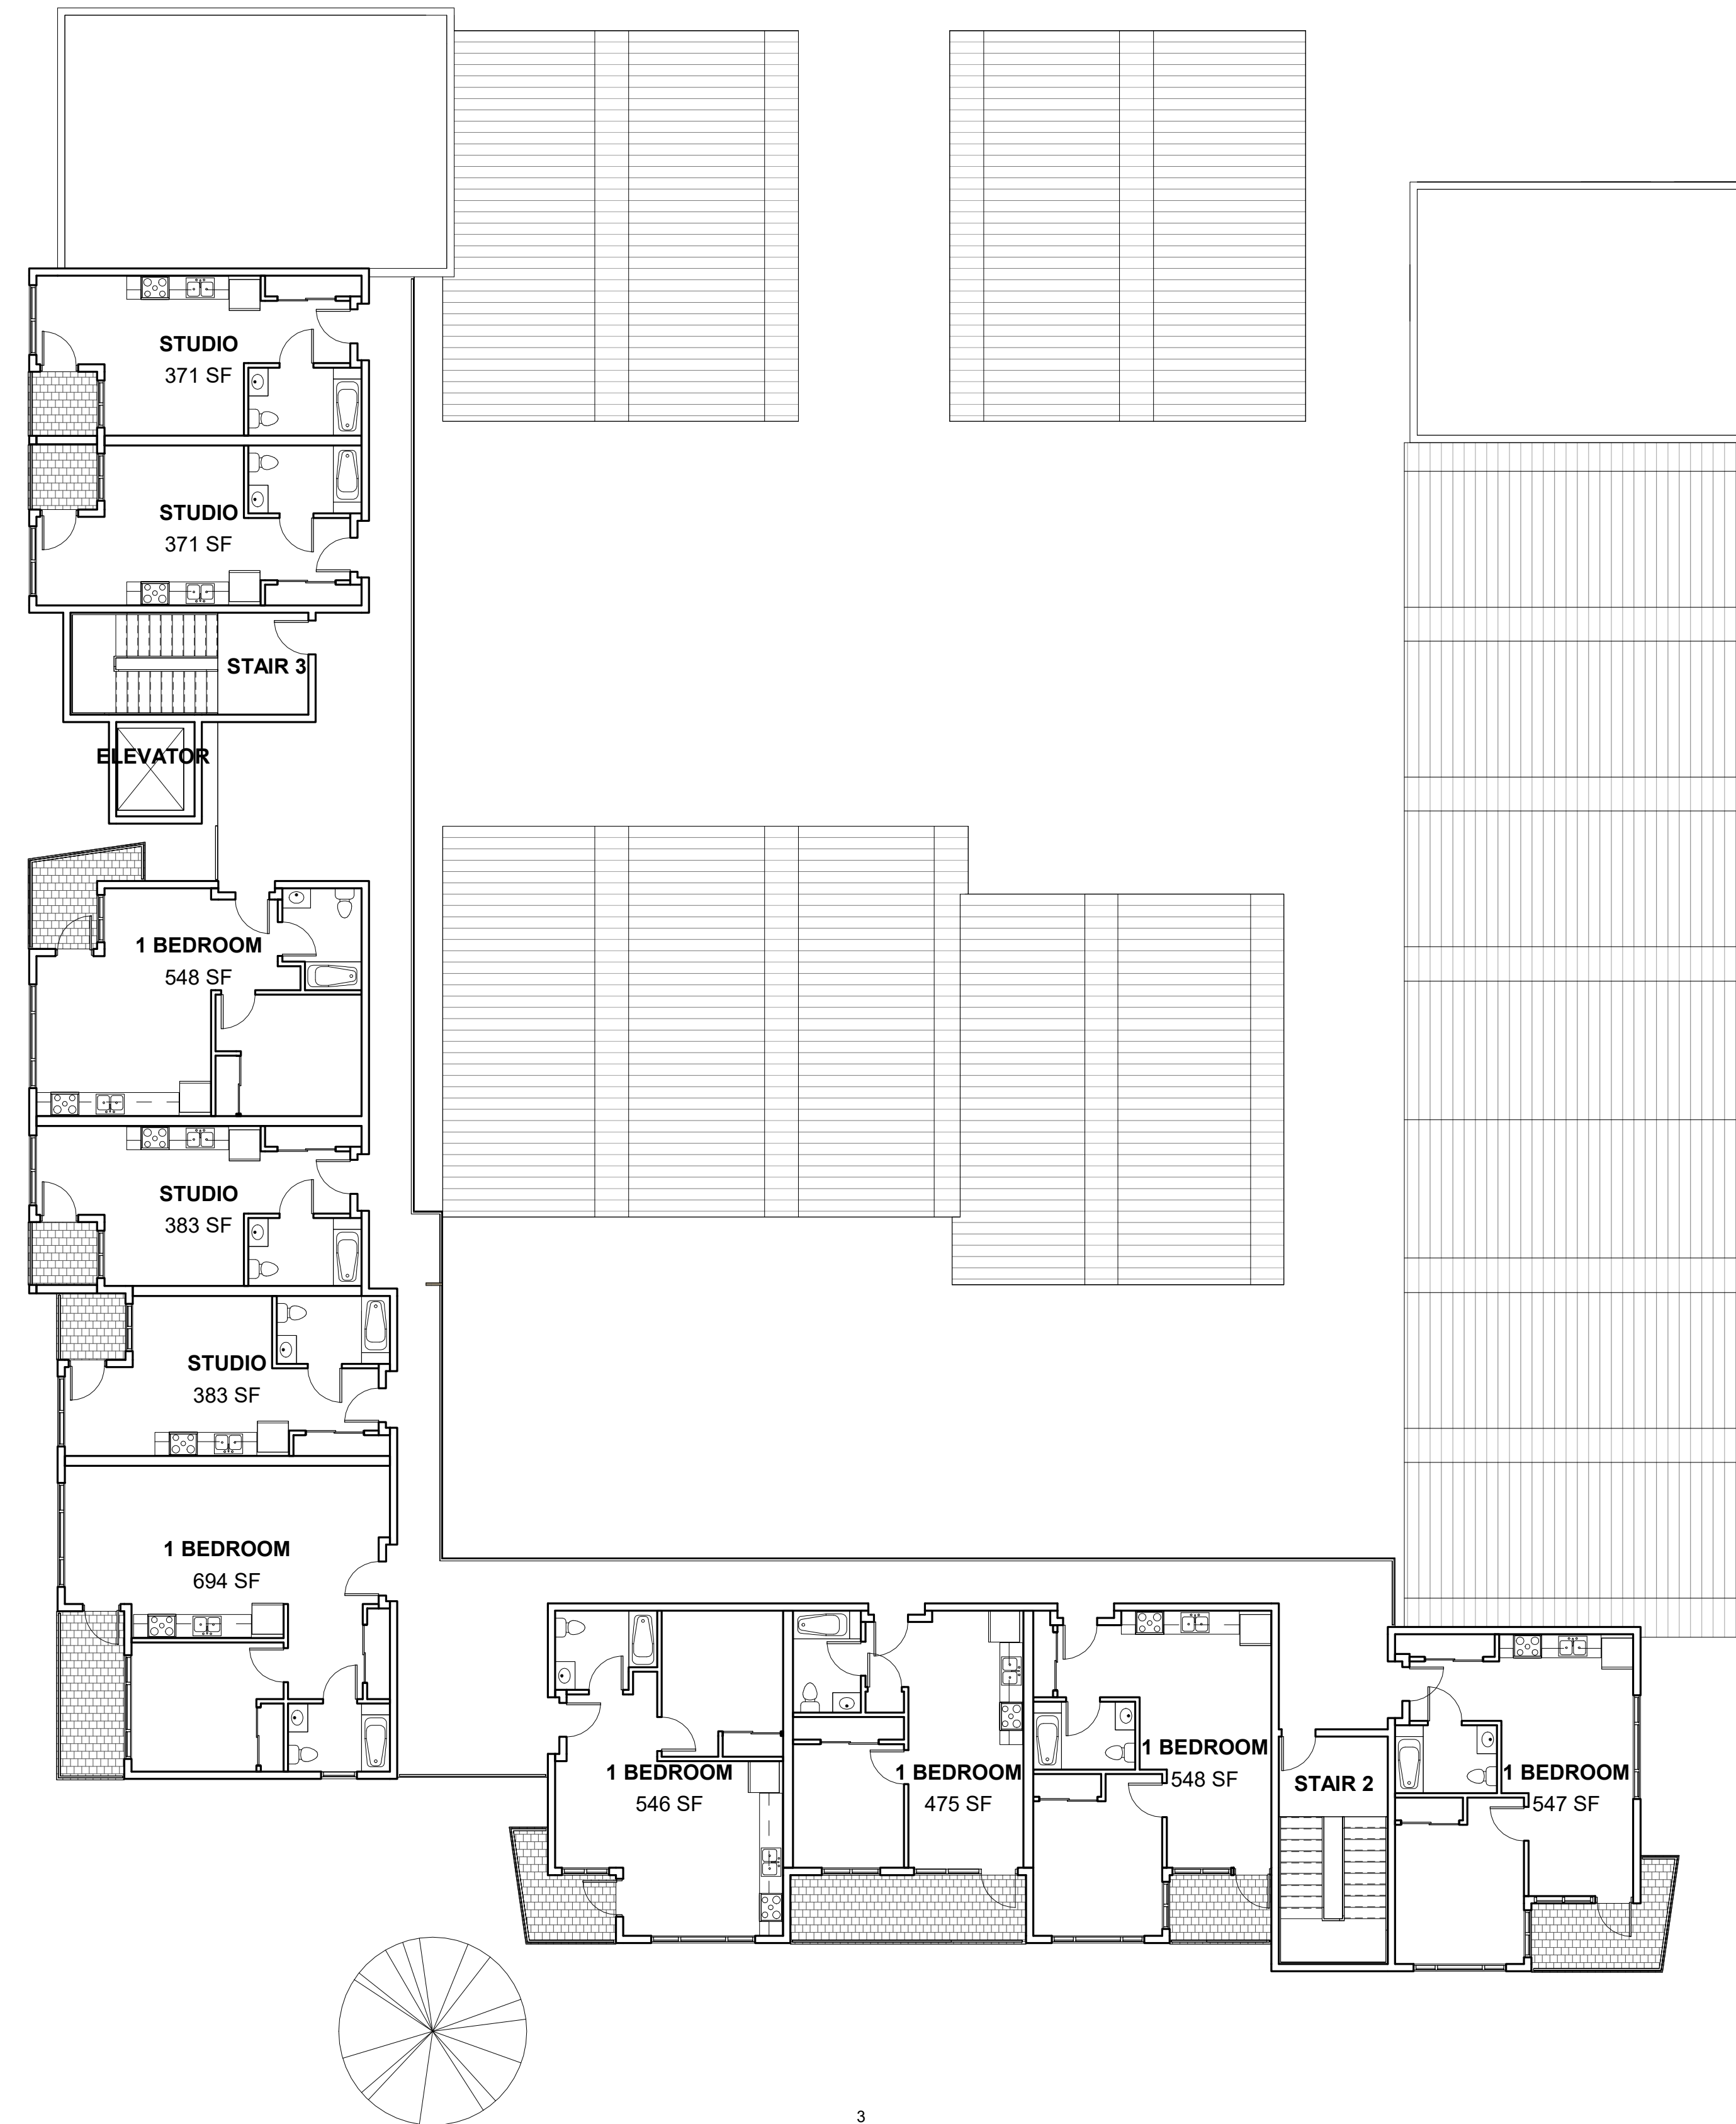 STUDIO
371 SF
STUDIO
371 SF
STAIR 3
ELEVATOR
1 BEDROOM
548 SF
STUDIO
383 SF
STUDIO
383 SF
1 BEDROOM
694 SF
1 BEDROOM
546 SF
1 BEDROOM
475 SF
1 BEDROOM
548 SF
STAIR 2
1 BEDROOM
547 SF
3